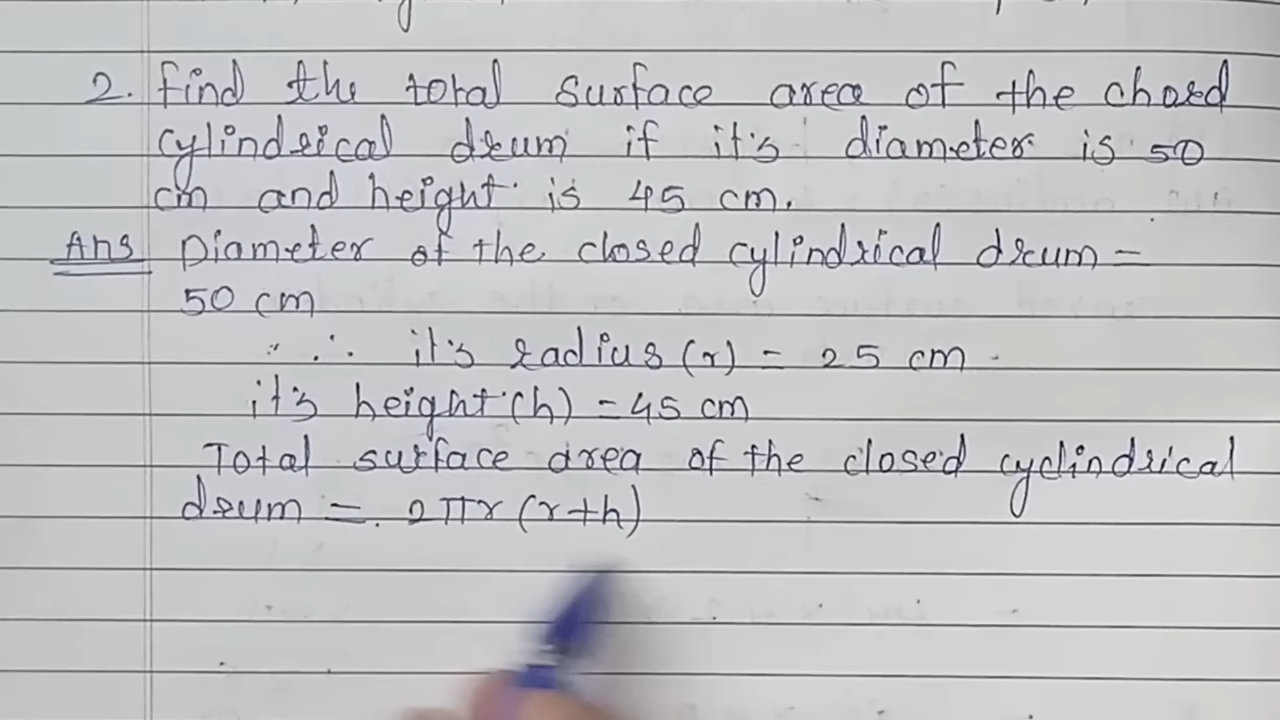 2. find the total surface area of the chosed
cylindrical drum if it's diameter is 50
cm and height is 45 cm.
Ans Diameter of the closed cylindrical drum =
50 cm
∴ it's radius (r) = 25 cm.
it's height (h) = 45 cm
Total surface area of the closed cyclindrical
drum = 2πr (r+h)